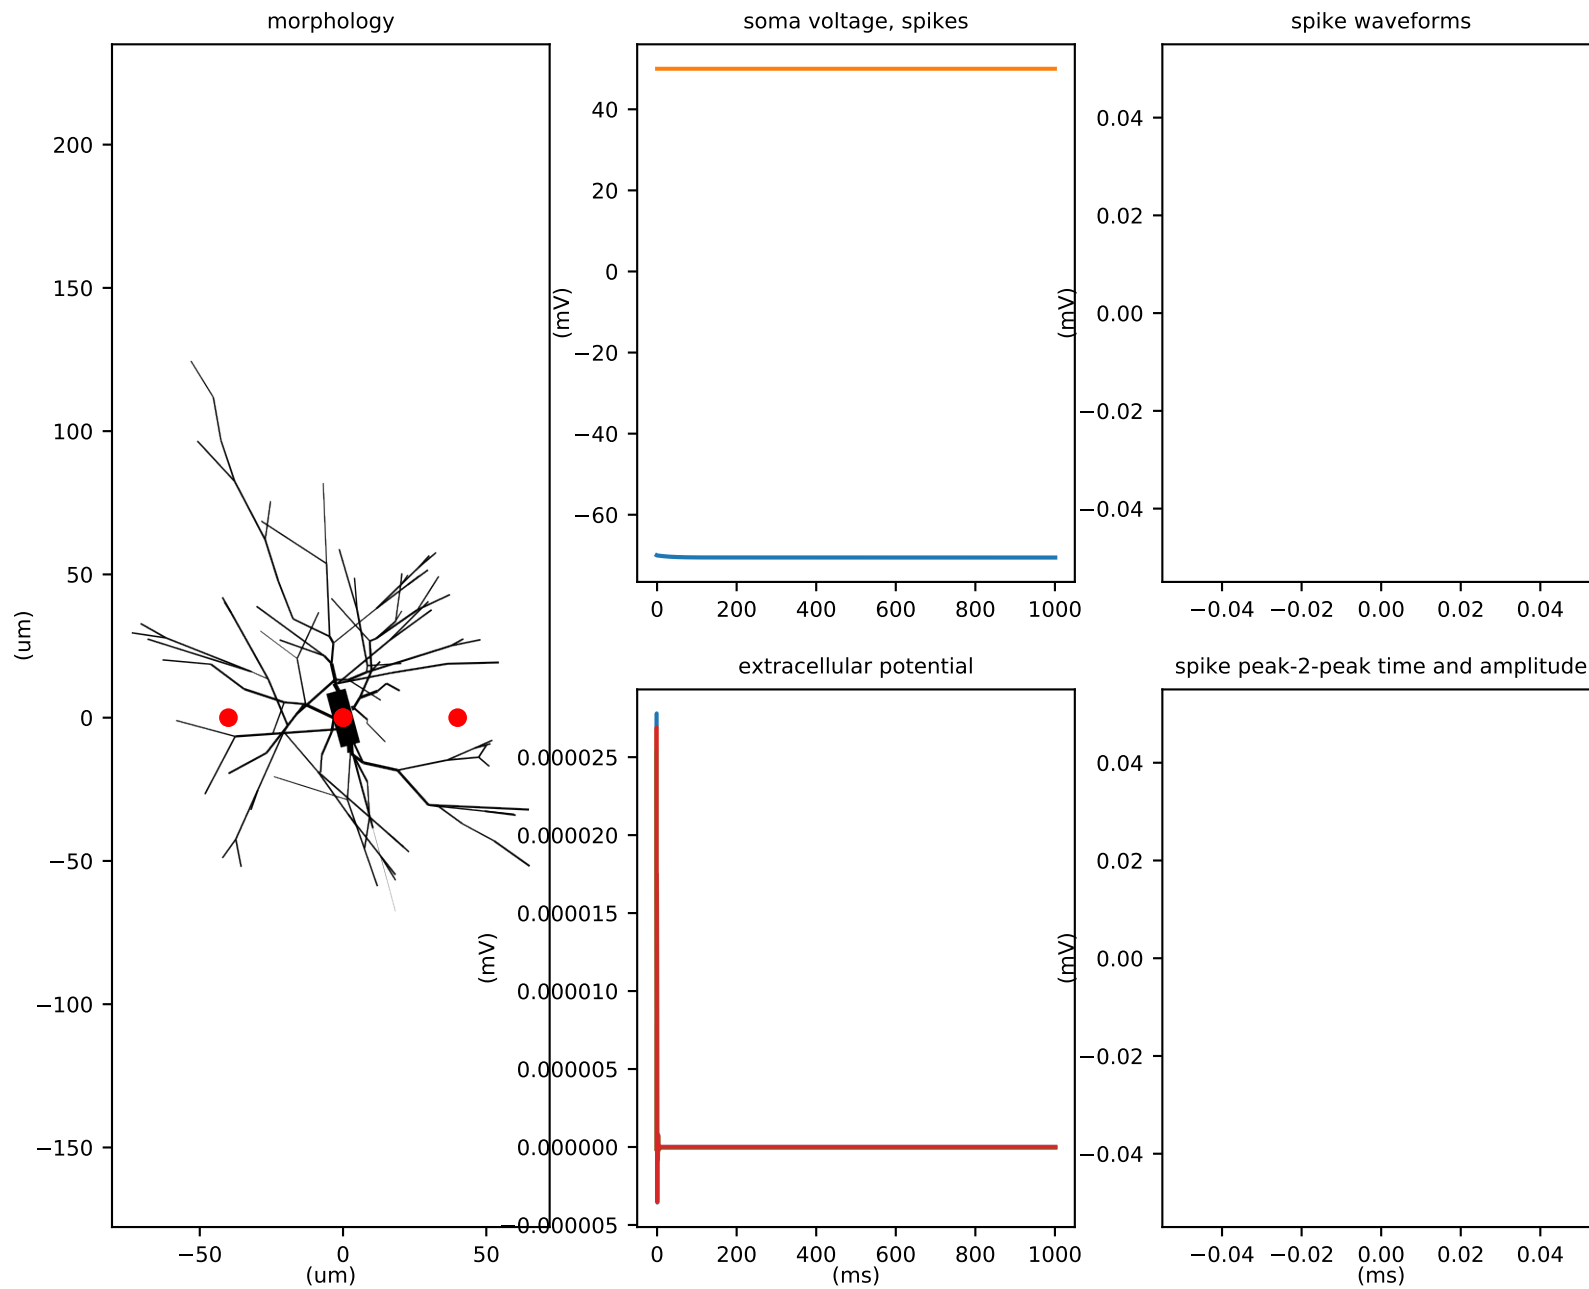 morphology
200
150
100
50
0
−50
−100
−150
(um)
−50 0 50
(um)
soma voltage, spikes
40
20
0
−20
−40
−60
(mV)
0 200 400 600 800 1000
spike waveforms
0.04
0.02
0.00
−0.02
−0.04
(mV)
−0.04 −0.02 0.00 0.02 0.04
extracellular potential
0.000025
0.000020
0.000015
0.000010
0.000005
0.000000
−0.000005
(mV)
0 200 400 600 800 1000
(ms)
spike peak-2-peak time and amplitude
0.04
0.02
0.00
−0.02
−0.04
(mV)
−0.04 −0.02 0.00 0.02 0.04
(ms)